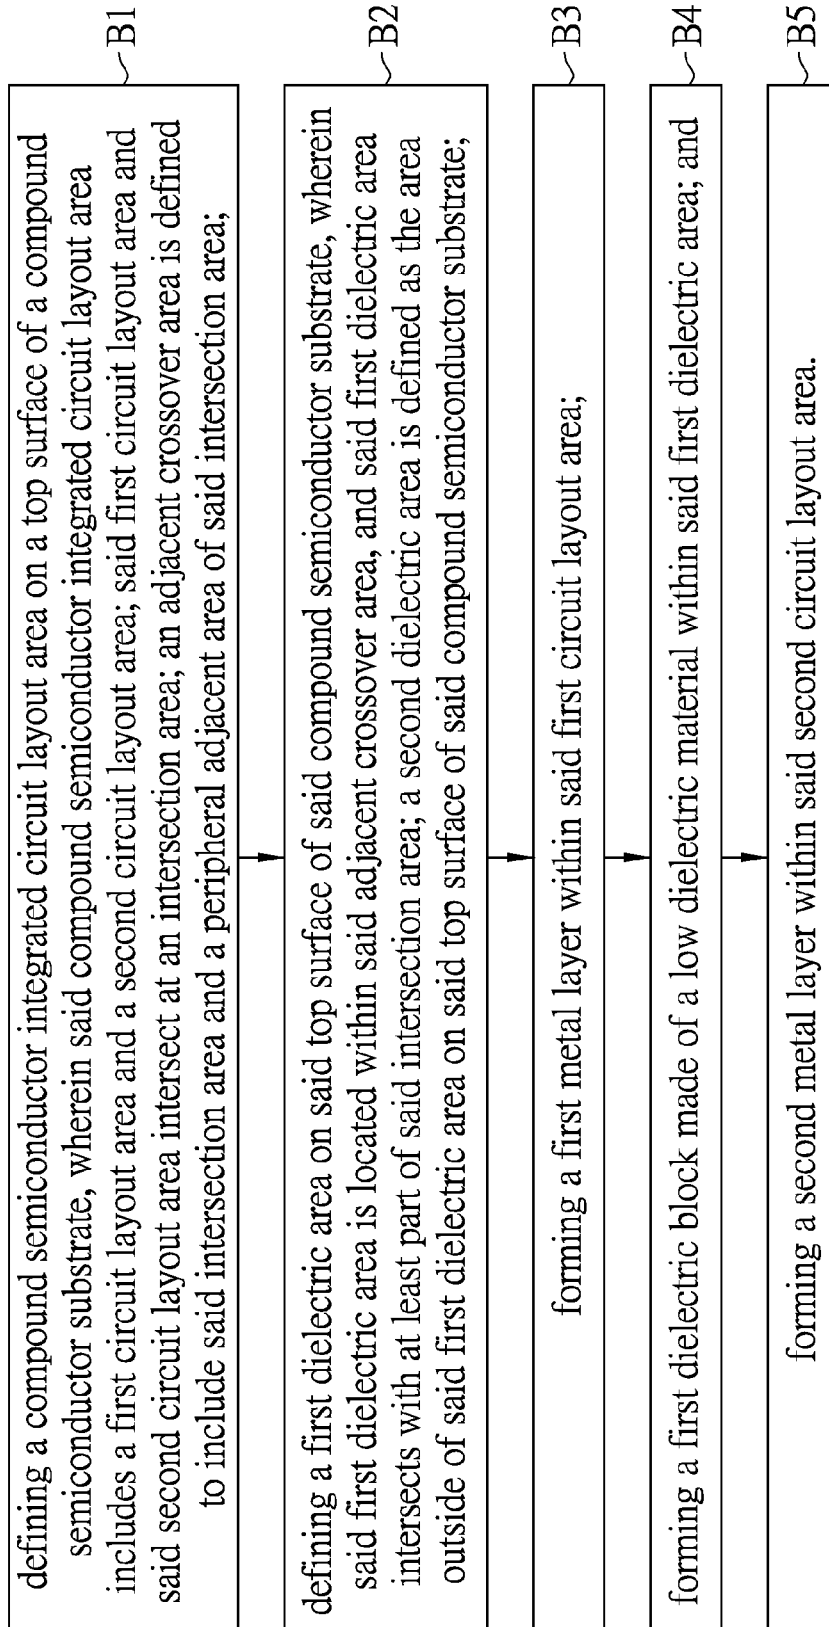 defining a compound semiconductor integrated circuit layout area on a top surface of a compound
semiconductor substrate, wherein said compound semiconductor integrated circuit layout area
includes a first circuit layout area and a second circuit layout area; said first circuit layout area and
said second circuit layout area intersect at an intersection area; an adjacent crossover area is defined
to include said intersection area and a peripheral adjacent area of said intersection area;
B1
defining a first dielectric area on said top surface of said compound semiconductor substrate, wherein
said first dielectric area is located within said adjacent crossover area, and said first dielectric area
intersects with at least part of said intersection area; a second dielectric area is defined as the area
outside of said first dielectric area on said top surface of said compound semiconductor substrate;
B2
forming a first metal layer within said first circuit layout area;
B3
forming a first dielectric block made of a low dielectric material within said first dielectric area; and
B4
forming a second metal layer within said second circuit layout area.
B5